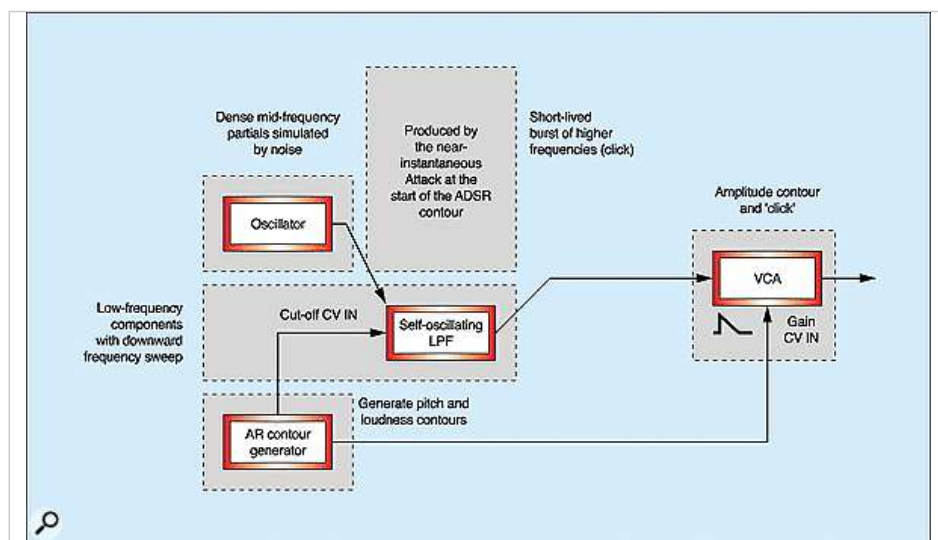 Dense mid-frequency
partials simulated
by noise
Produced by
the near-
instantaneous
Attack at the
start of the ADSR
contour
Short-lived
burst of higher
frequencies (click)
Oscillator
Amplitude contour
and 'click'
VCA
Gain
CV IN
Low-frequency
components
with downward
frequency sweep
Cut-off CV IN
Self-oscillating
LPF
Generate pitch and
loudness contours
AR contour
generator